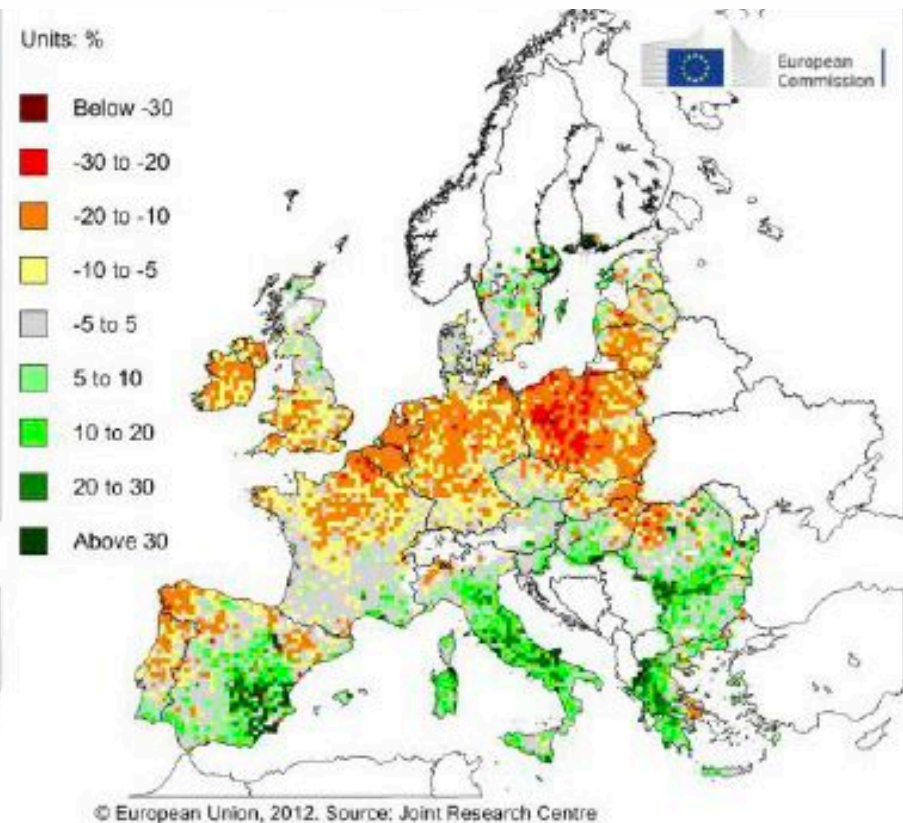 Units: %
European
Commission
Below -30
-30 to -20
-20 to -10
-10 to -5
-5 to 5
5 to 10
10 to 20
20 to 30
Above 30
© European Union, 2012. Source: Joint Research Centre